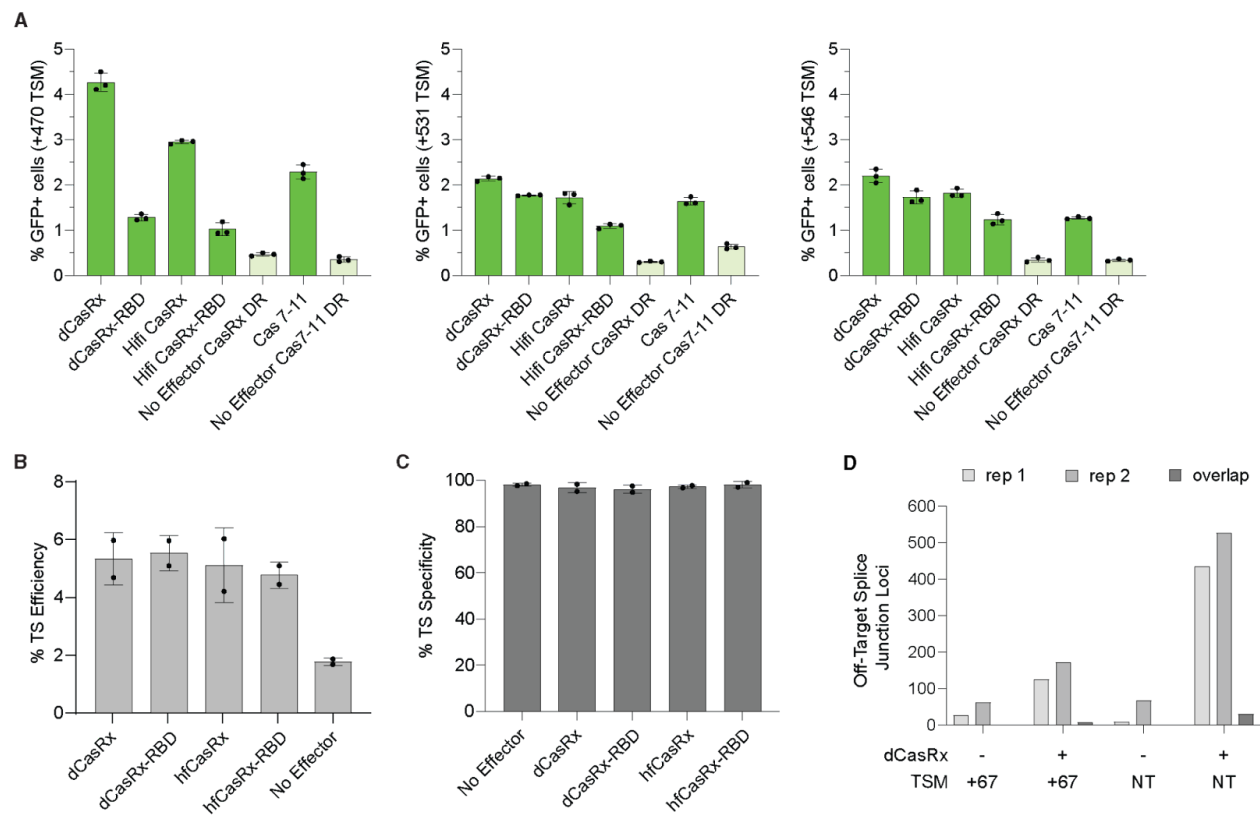 A
% GFP+ cells (+470 TSM)
5
4
3
2
1
0
dCasRx
dCasRx-RBD
Hifi CasRx
Hifi CasRx-RBD
No Effector CasRx DR
Cas 7-11
No Effector Cas7-11 DR
% GFP+ cells (+531 TSM)
5
4
3
2
1
0
dCasRx
dCasRx-RBD
Hifi CasRx
Hifi CasRx-RBD
No Effector CasRx DR
Cas 7-11
No Effector Cas7-11 DR
% GFP+ cells (+546 TSM)
5
4
3
2
1
0
dCasRx
dCasRx-RBD
Hifi CasRx
Hifi CasRx-RBD
No Effector CasRx DR
Cas 7-11
No Effector Cas7-11 DR
B
% TS Efficiency
8
6
4
2
0
dCasRx
dCasRx-RBD
hfCasRx
hfCasRx-RBD
No Effector
C
% TS Specificity
100
80
60
40
20
0
No Effector
dCasRx
dCasRx-RBD
hfCasRx
hfCasRx-RBD
D
rep 1 rep 2 overlap
Off-Target Splice
Junction Loci
600
500
400
300
200
100
0
dCasRx - + - +
TSM +67 +67 NT NT